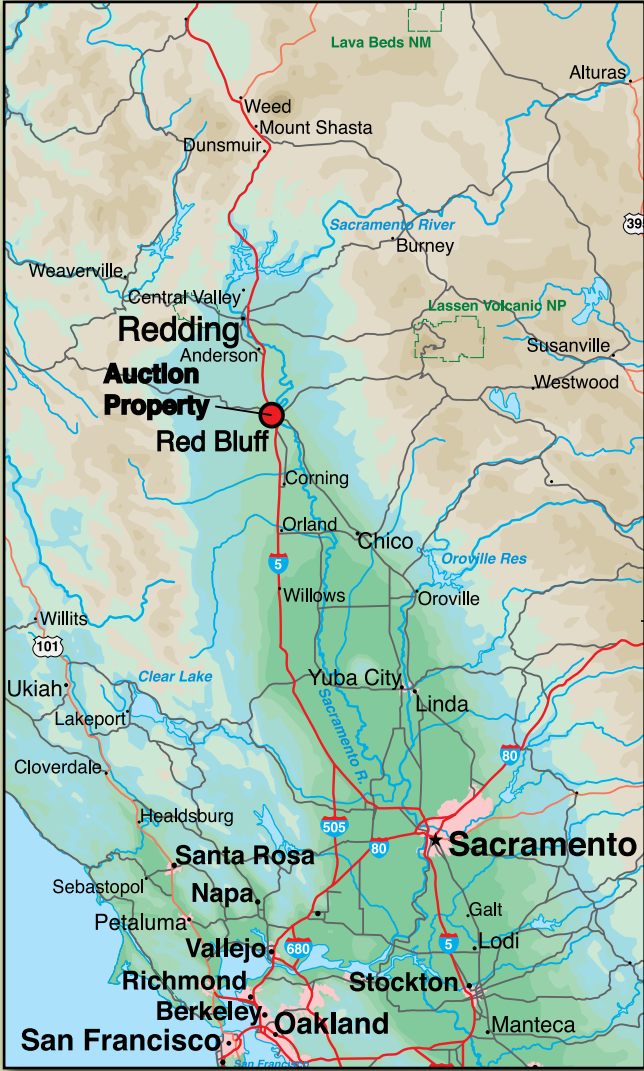 Lava Beds NM
Alturas
Weed
Mount Shasta
Dunsmuir
Sacramento River
39
Burney
Weaverville
Central Valley
Lassen Volcanic NP
Redding
Susanville
Anderson
Auction
Property
Westwood
Red Bluff
Corning
Orland
Chico
5
Oroville Res
Willows
Oroville
Willits
101
Clear Lake
Yuba City
Ukiah
Linda
Sacramento R.
Lakeport
80
Cloverdale
Healdsburg
505
80
Sacramento
Santa Rosa
Sebastopol
Napa
Galt
Petaluma
Vallejo
680
5
Lodi
Richmond
Stockton
Berkeley
Oakland
Manteca
San Francisco
San Francisco